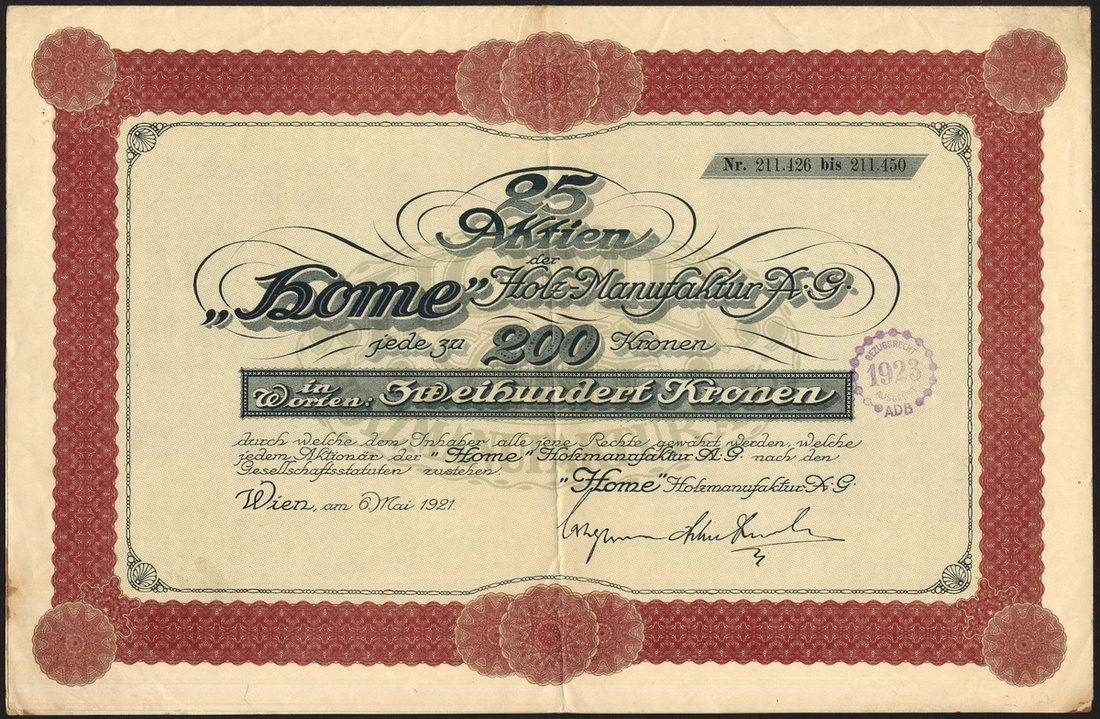 Nr. 211.426 bis 211.450
25
Aktien
der
„Home" Holz-Manufaktur A.G.
jede zu 200 Kronen
in Worten: Zweihundert Kronen
BEZUGSRECHT
1923
AUSGEÜBT
ADB
durch welche dem Inhaber alle jene Rechte gewährt werden, welche
jedem Aktionär der "Home" Holzmanufaktur A.G. nach den
Gesellschaftsstatuten zustehen.
"Home" Holzmanufaktur A.G.
Wien, am 6. Mai 1921.